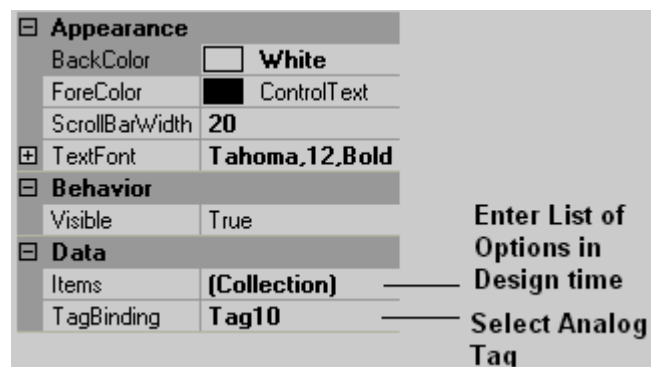 Appearance
BackColor White
ForeColor ControlText
ScrollBarWidth 20
TextFont Tahoma,12,Bold
Behavior
Visible True
Data
Items (Collection)
TagBinding Tag10
Enter List of
Options in
Design time
Select Analog
Tag